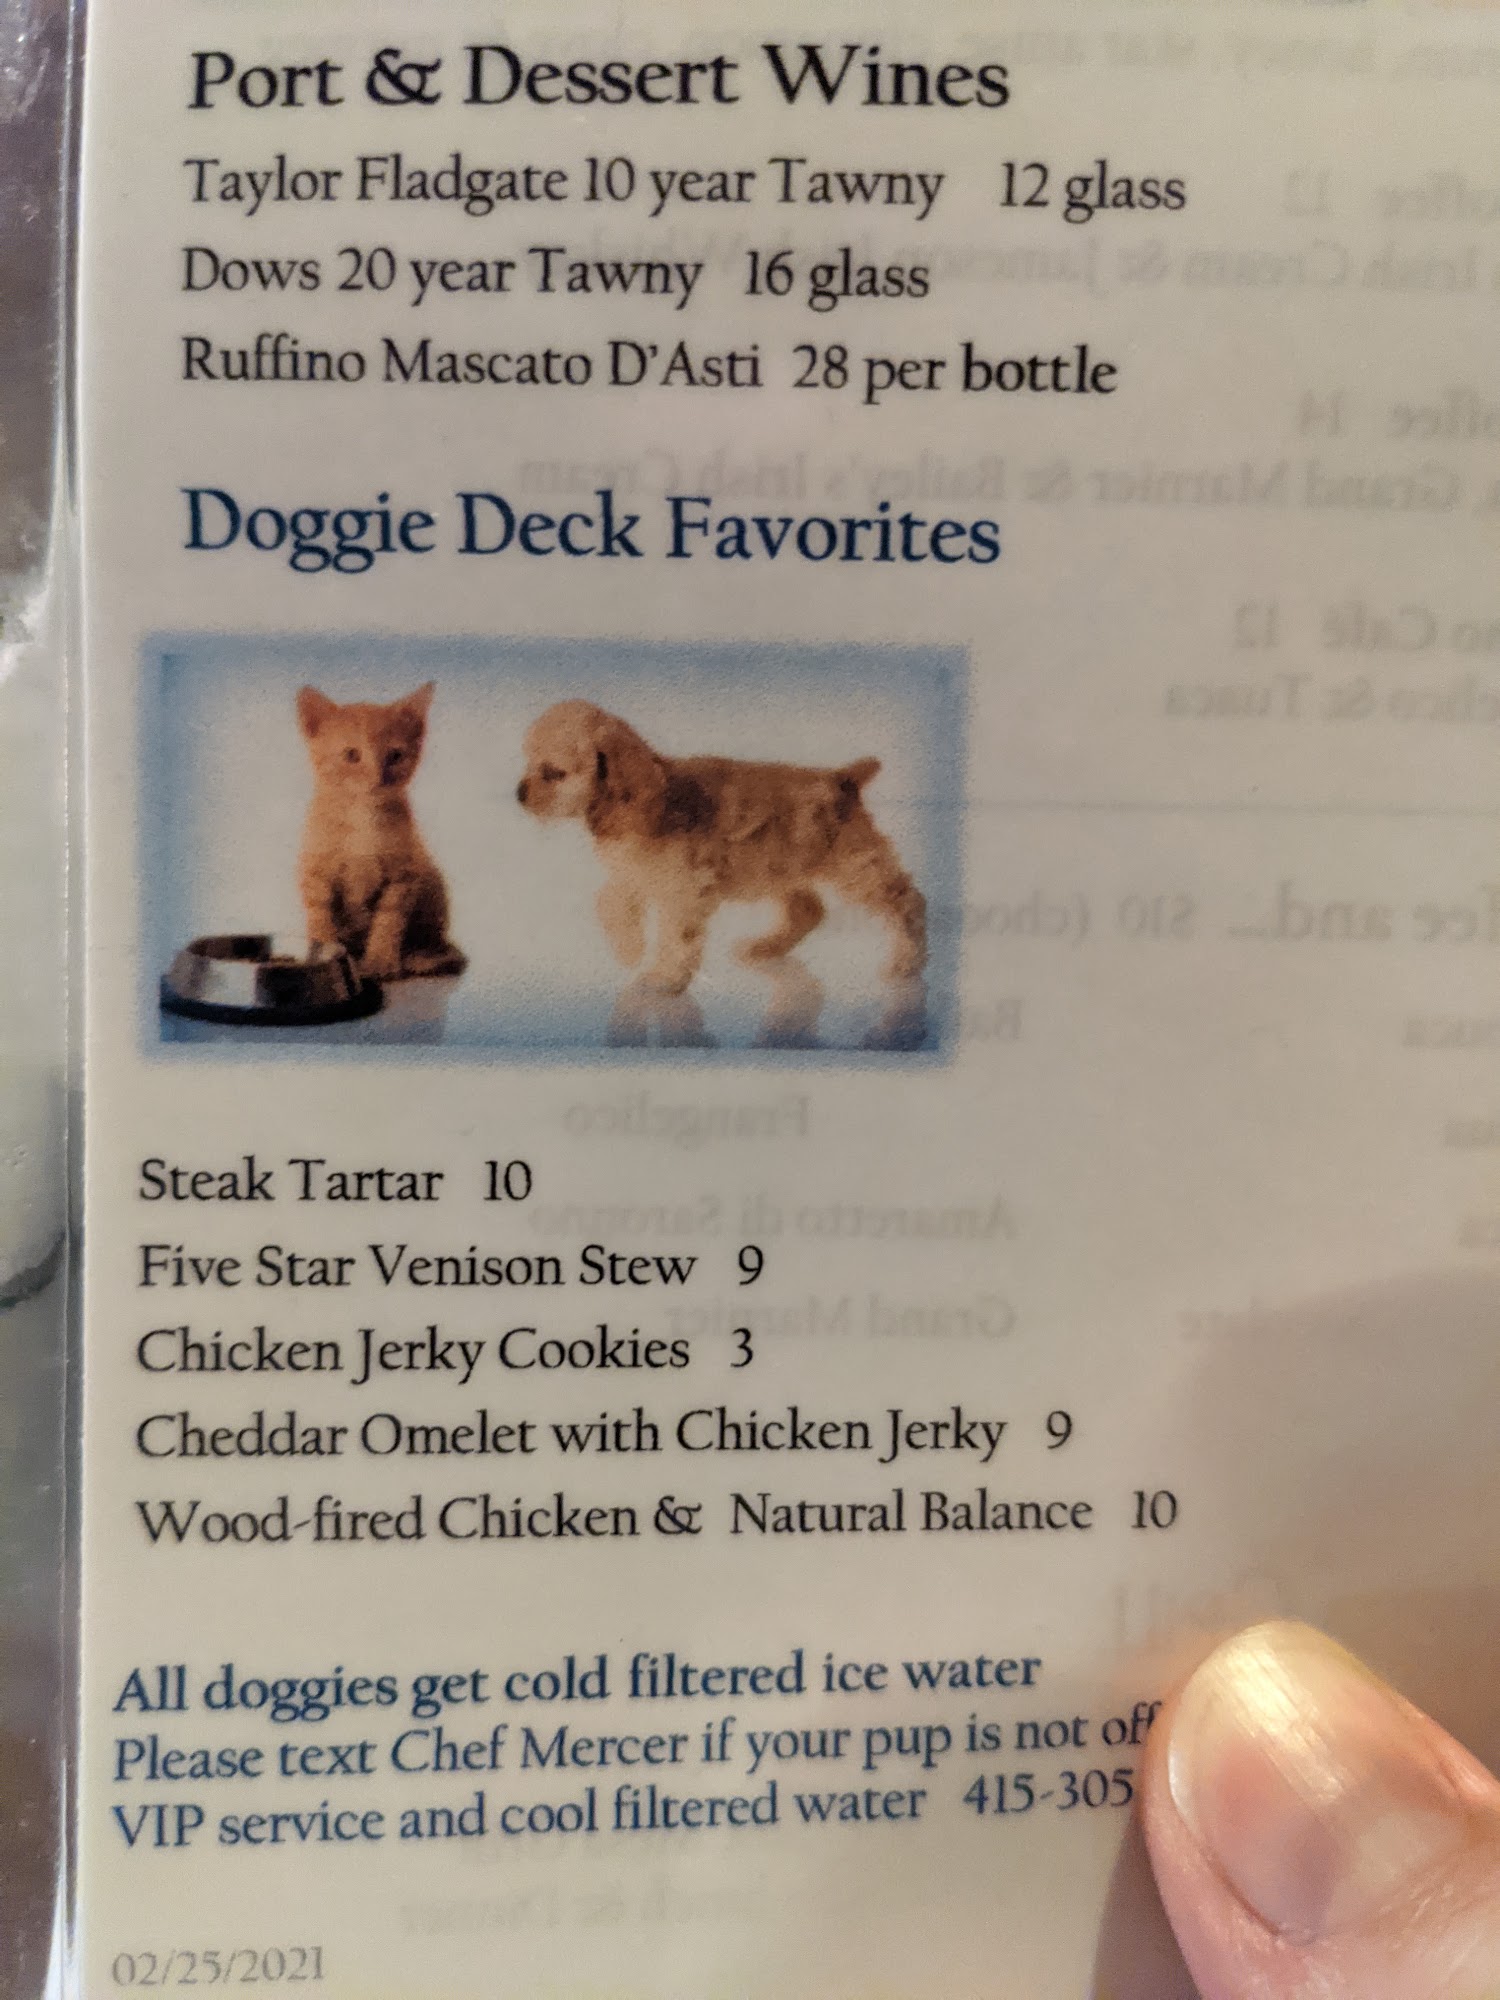 Port & Dessert Wines
Taylor Fladgate 10 year Tawny 12 glass
Dows 20 year Tawny 16 glass
Ruffino Mascato D'Asti 28 per bottle
Doggie Deck Favorites
Steak Tartar 10
Five Star Venison Stew 9
Chicken Jerky Cookies 3
Cheddar Omelet with Chicken Jerky 9
Wood-fired Chicken & Natural Balance 10
All doggies get cold filtered ice water
Please text Chef Mercer if your pup is not
VIP service and cool filtered water 415-305
02/25/2021